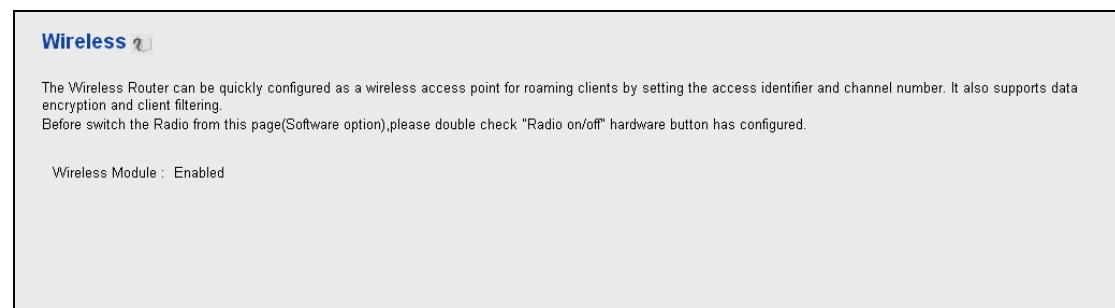 Wireless
The Wireless Router can be quickly configured as a wireless access point for roaming clients by setting the access identifier and channel number. It also supports data
encryption and client filtering.
Before switch the Radio from this page(Software option),please double check "Radio on/off" hardware button has configured.
Wireless Module : Enabled